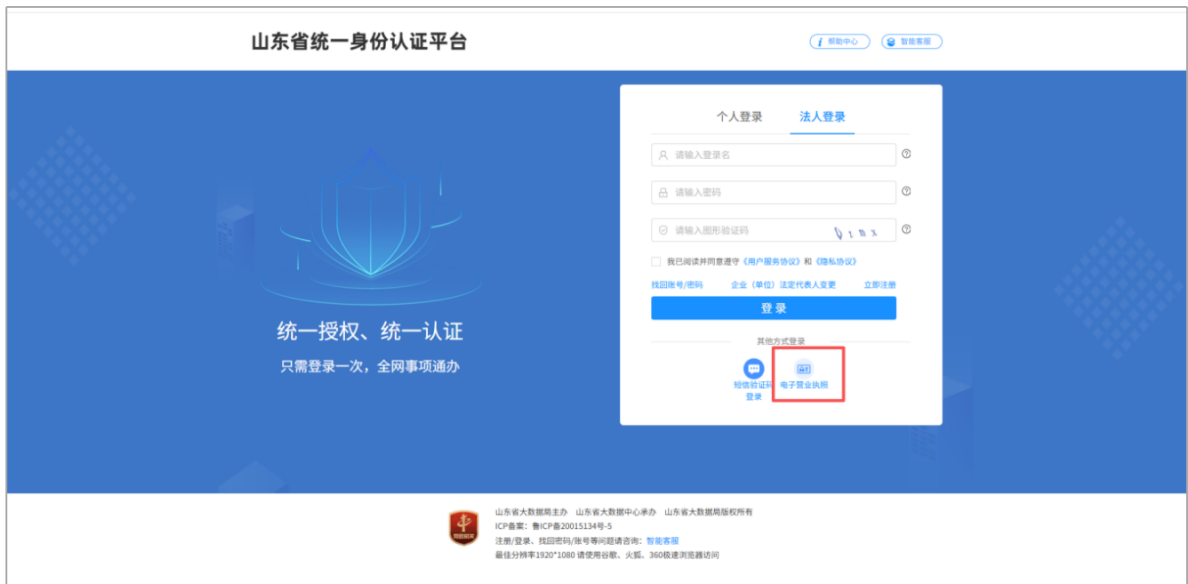 山东省统一身份认证平台
帮助中心 智能客服
个人登录 法人登录
请输入登录名
请输入密码
请输入图形验证码
我已阅读并同意遵守《用户服务协议》和《隐私协议》
找回账号/密码 企业（单位）法定代表人变更 立即注册
登录
其他方式登录
短信验证码登录
电子营业执照
统一授权、统一认证
只需登录一次，全网事项通办
山东省大数据局主办 山东省大数据中心承办 山东省大数据局版权所有
ICP备案：鲁ICP备20015134号-5
注册/登录、找回密码/账号等问题请咨询：智能客服
最佳分辨率1920*1080 请使用谷歌、火狐、360极速浏览器访问